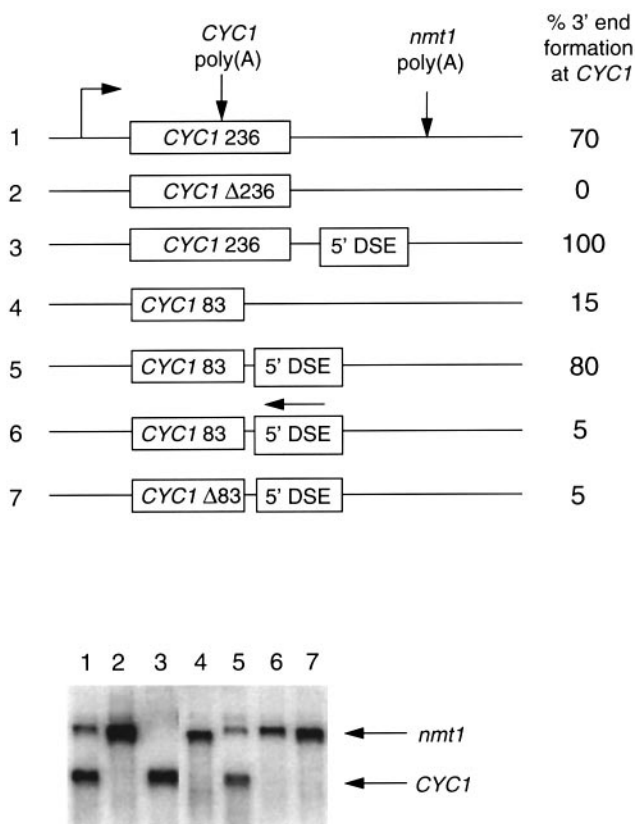 CYC1
poly(A)
nmt1
poly(A)
% 3' end
formation
at CYC1
1 CYC1 236 70
2 CYC1 Δ236 0
3 CYC1 236 5' DSE 100
4 CYC1 83 15
5 CYC1 83 5' DSE 80
6 CYC1 83 5' DSE 5
7 CYC1 Δ83 5' DSE 5
1 2 3 4 5 6 7
nmt1
CYC1